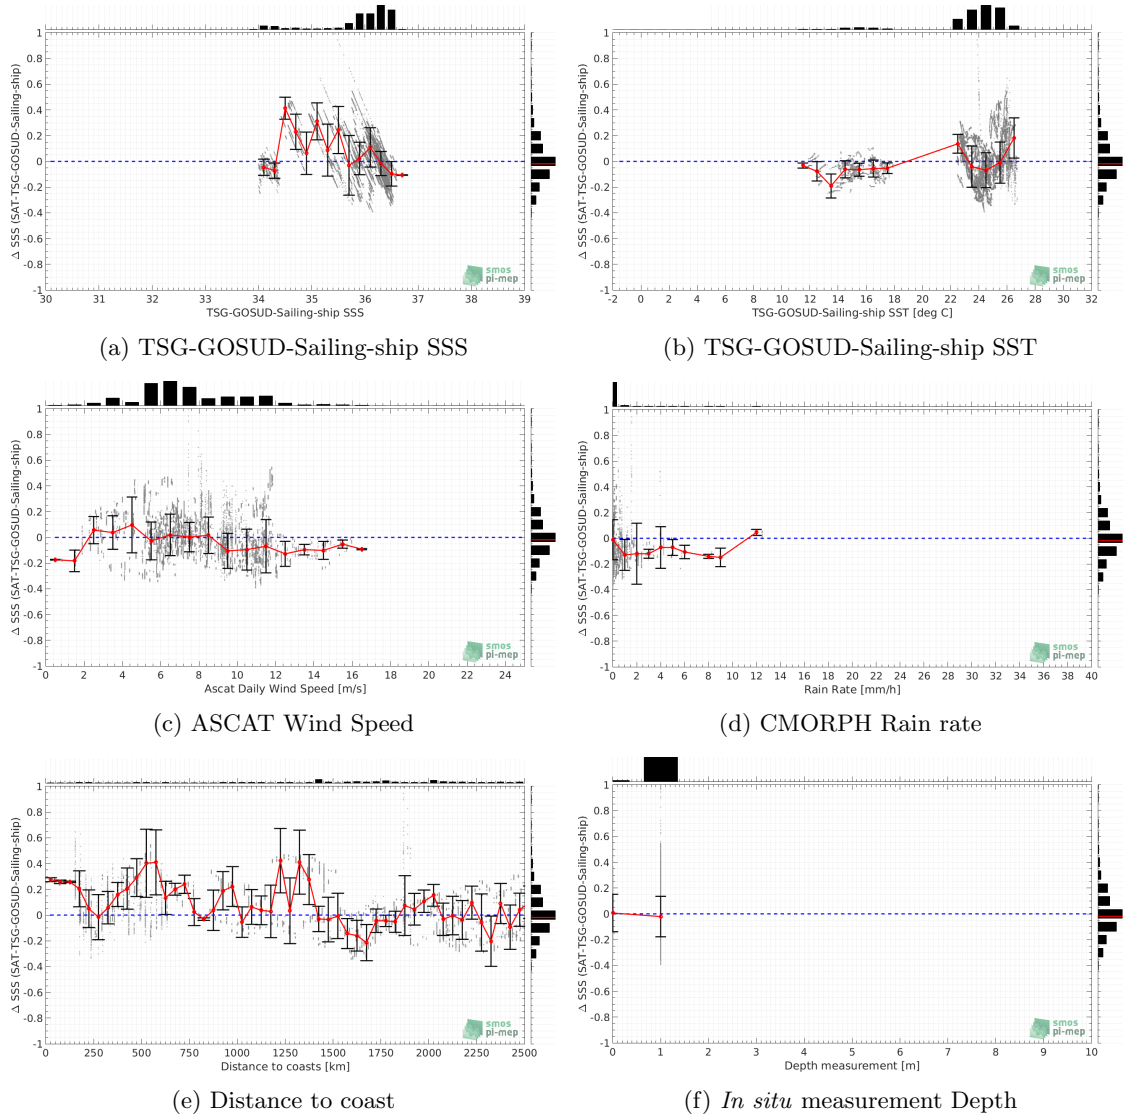 1
0.8
0.6
0.4
0.2
0
-0.2
-0.4
-0.6
-0.8
-1
Δ SSS (SAT-TSG-GOSUD-Sailing-ship)
30 31 32 33 34 35 36 37 38 39
TSG-GOSUD-Sailing-ship SSS
smos
pi-mep
(a) TSG-GOSUD-Sailing-ship SSS
1
0.8
0.6
0.4
0.2
0
-0.2
-0.4
-0.6
-0.8
-1
Δ SSS (SAT-TSG-GOSUD-Sailing-ship)
-2 0 2 4 6 8 10 12 14 16 18 20 22 24 26 28 30 32
TSG-GOSUD-Sailing-ship SST [deg C]
smos
pi-mep
(b) TSG-GOSUD-Sailing-ship SST
1
0.8
0.6
0.4
0.2
0
-0.2
-0.4
-0.6
-0.8
-1
Δ SSS (SAT-TSG-GOSUD-Sailing-ship)
0 2 4 6 8 10 12 14 16 18 20 22 24
Ascat Daily Wind Speed [m/s]
smos
pi-mep
(c) ASCAT Wind Speed
1
0.8
0.6
0.4
0.2
0
-0.2
-0.4
-0.6
-0.8
-1
Δ SSS (SAT-TSG-GOSUD-Sailing-ship)
0 2 4 6 8 10 12 14 16 18 20 22 24 26 28 30 32 34 36 38 40
Rain Rate [mm/h]
smos
pi-mep
(d) CMORPH Rain rate
1
0.8
0.6
0.4
0.2
0
-0.2
-0.4
-0.6
-0.8
-1
Δ SSS (SAT-TSG-GOSUD-Sailing-ship)
0 250 500 750 1000 1250 1500 1750 2000 2250 2500
Distance to coasts [km]
smos
pi-mep
(e) Distance to coast
1
0.8
0.6
0.4
0.2
0
-0.2
-0.4
-0.6
-0.8
-1
Δ SSS (SAT-TSG-GOSUD-Sailing-ship)
0 1 2 3 4 5 6 7 8 9 10
Depth measurement [m]
smos
pi-mep
(f) In situ measurement Depth